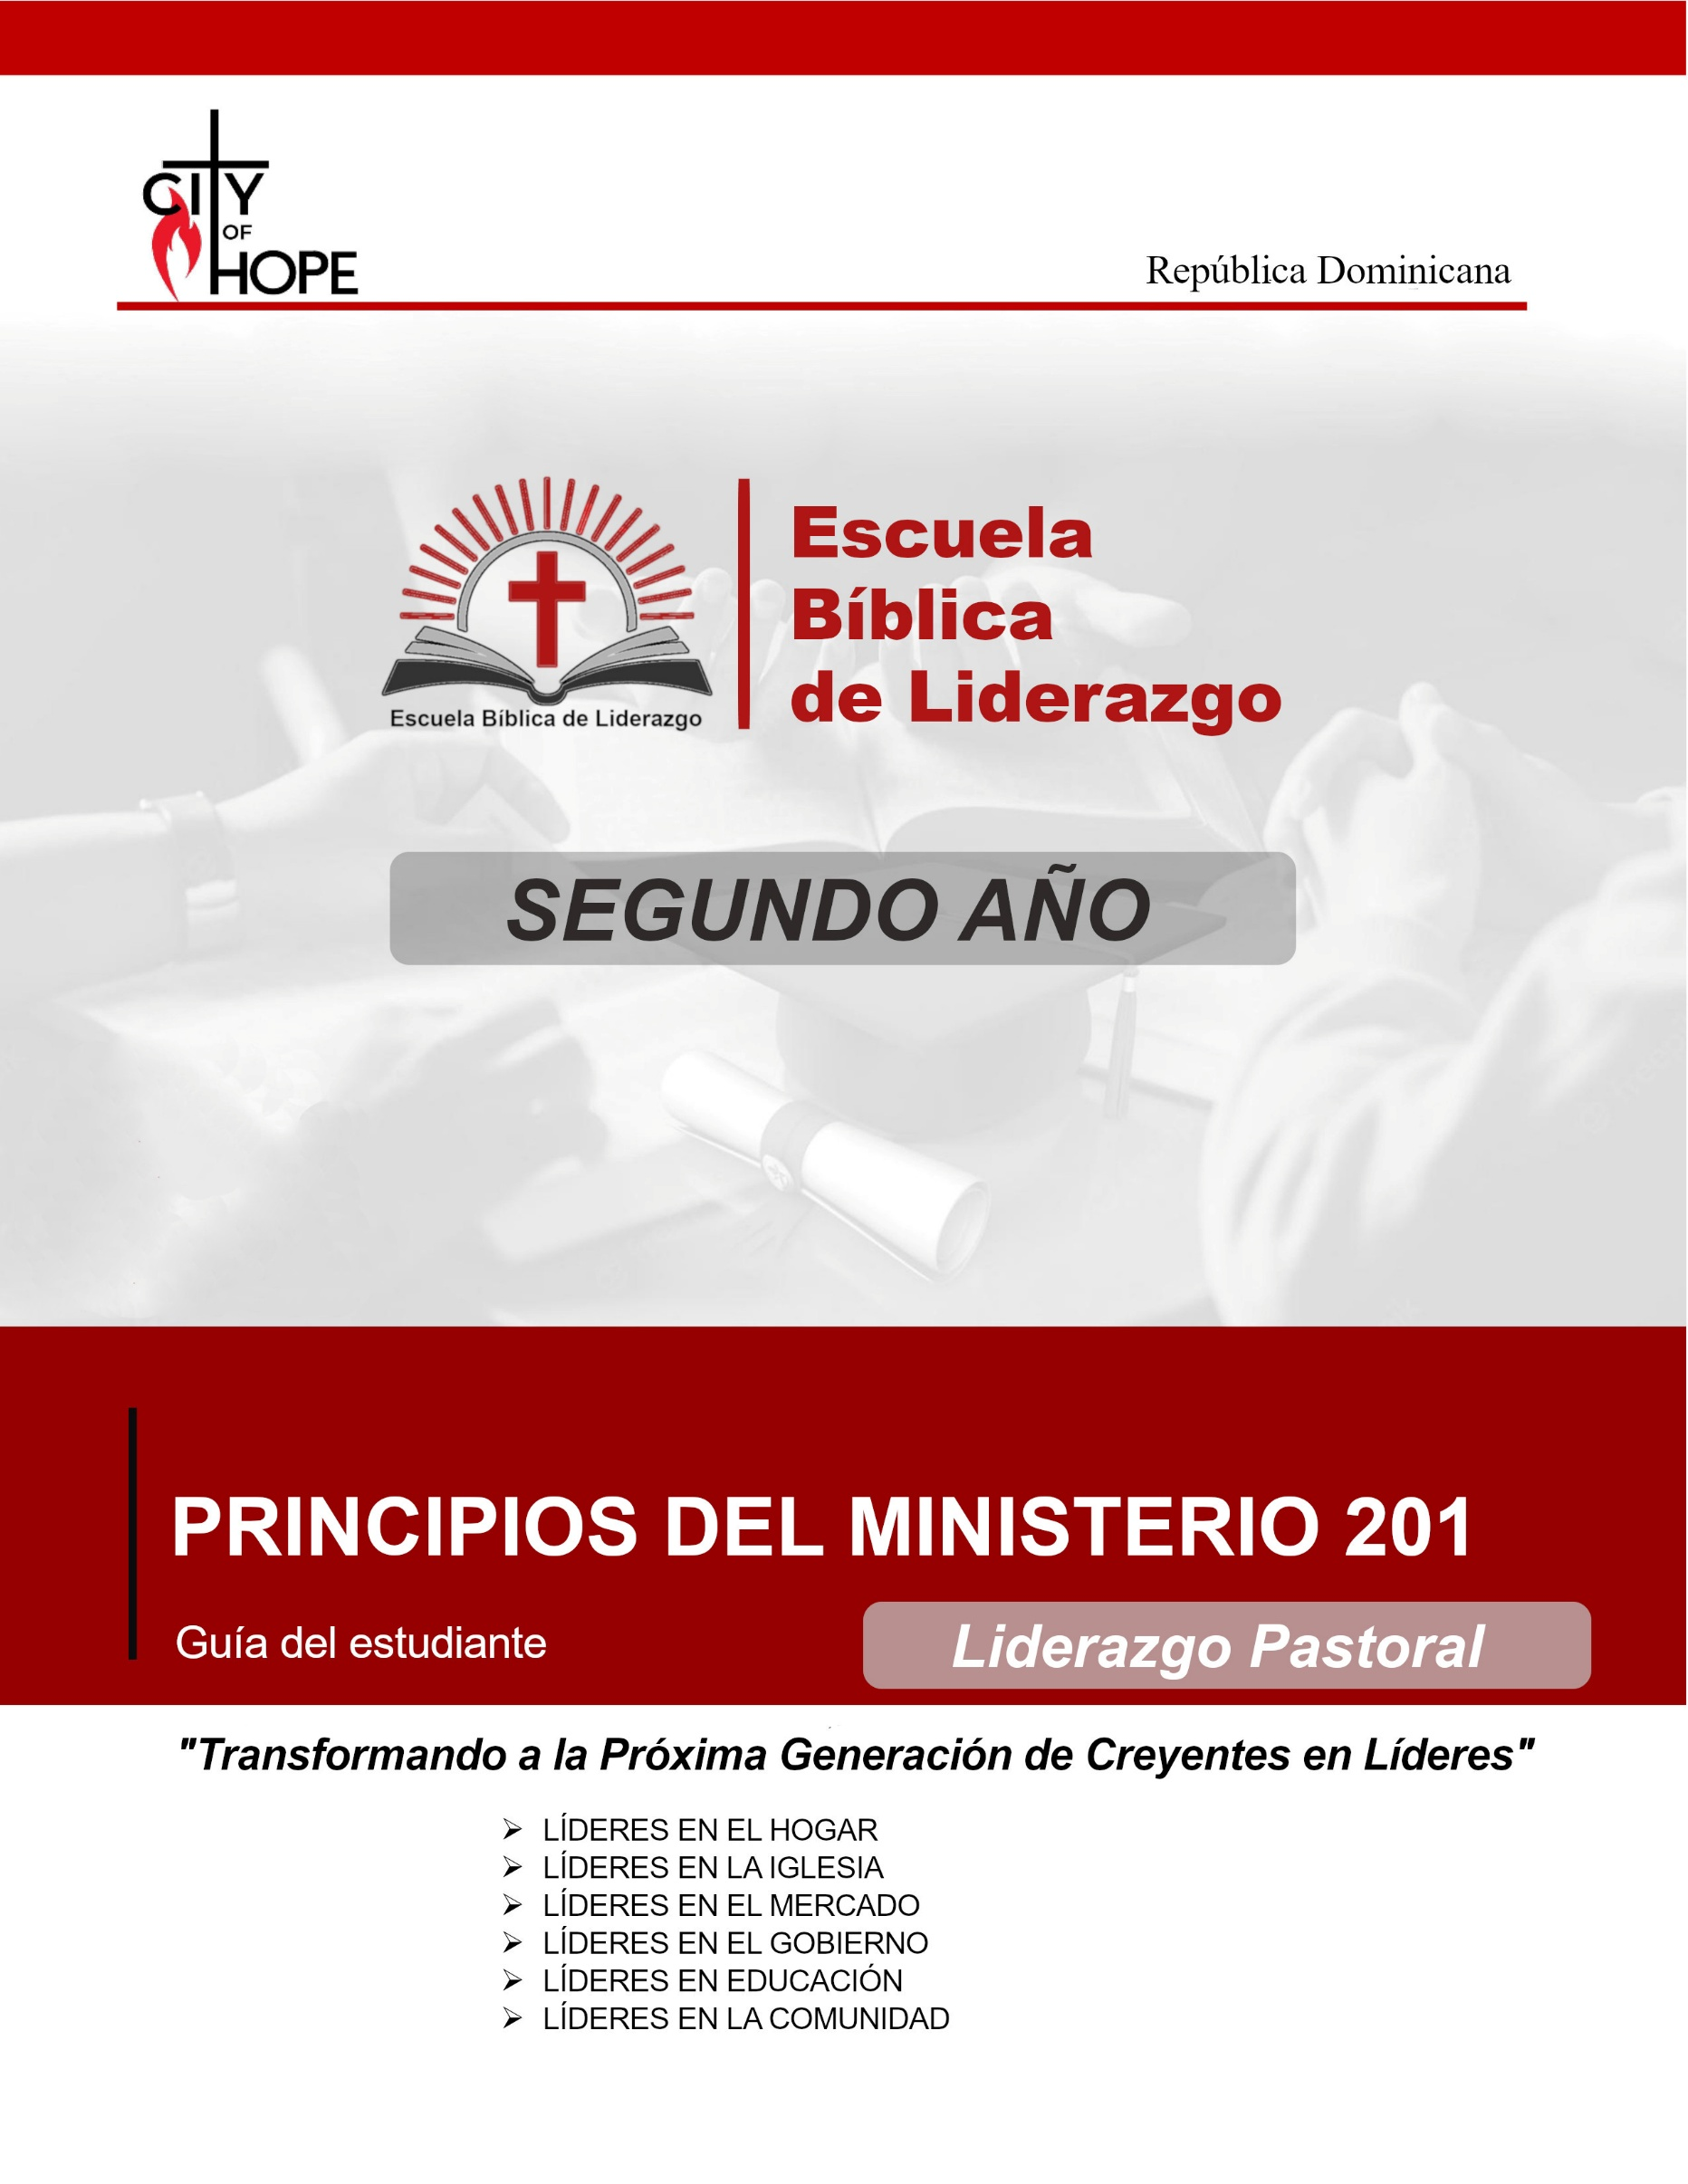 CITY
OF
HOPE
República Dominicana
Escuela
Bíblica
de Liderazgo
Escuela Bíblica de Liderazgo
SEGUNDO AÑO
PRINCIPIOS DEL MINISTERIO 201
Guía del estudiante
Liderazgo Pastoral
"Transformando a la Próxima Generación de Creyentes en Líderes"
➢ LÍDERES EN EL HOGAR
➢ LÍDERES EN LA IGLESIA
➢ LÍDERES EN EL MERCADO
➢ LÍDERES EN EL GOBIERNO
➢ LÍDERES EN EDUCACIÓN
➢ LÍDERES EN LA COMUNIDAD